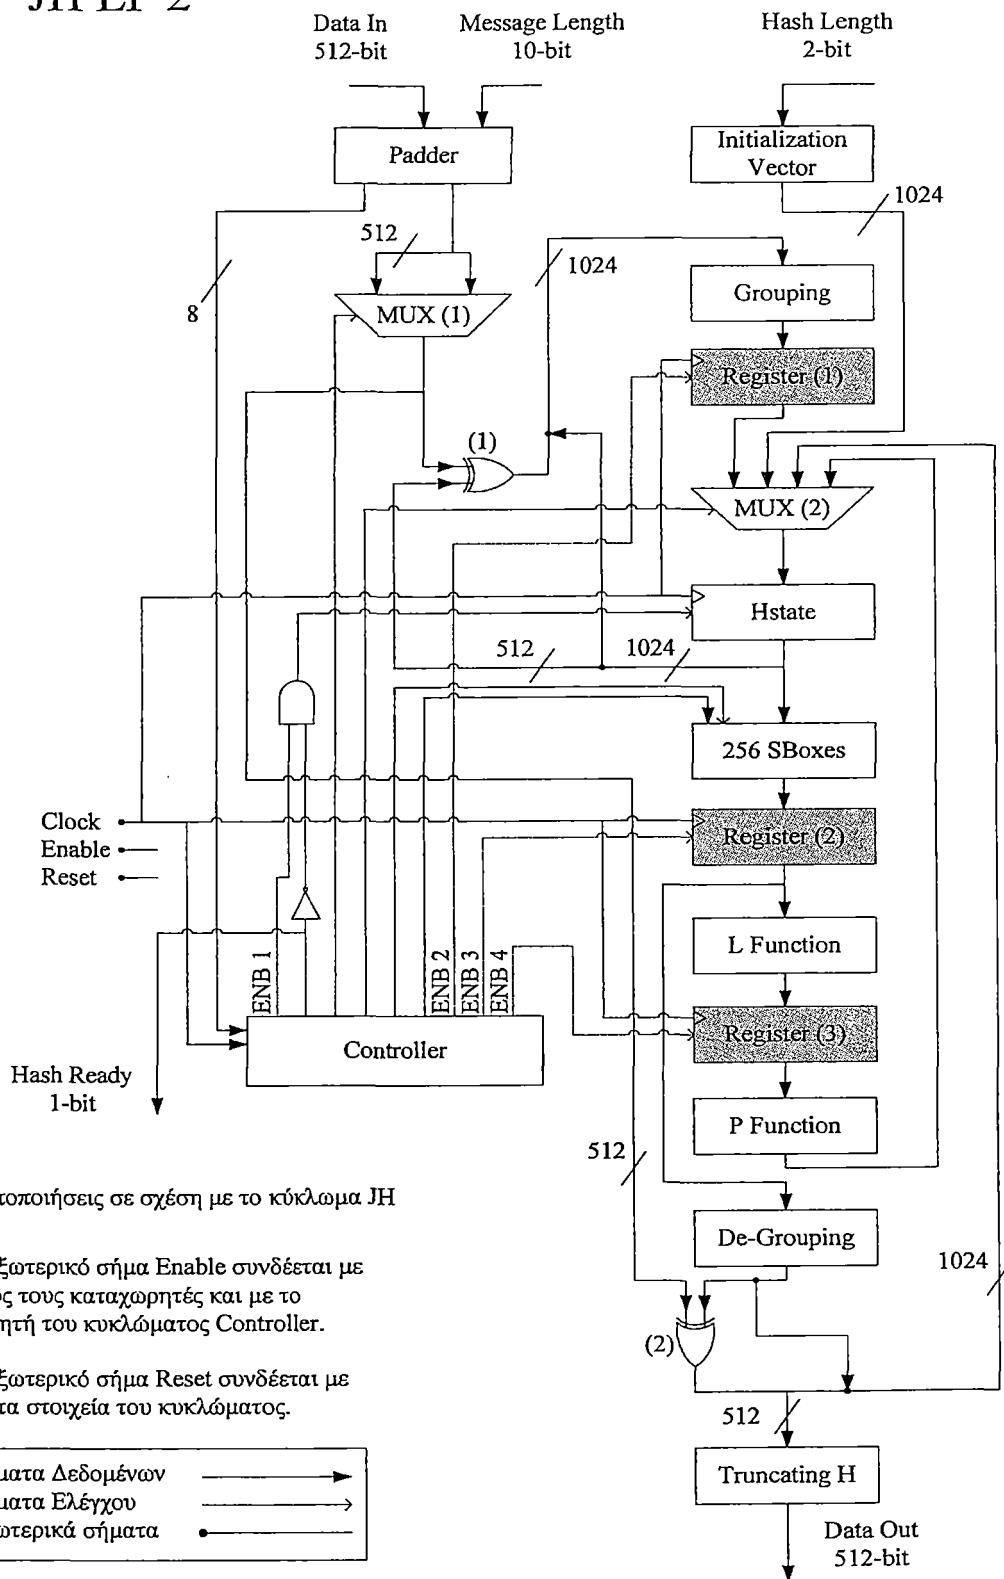 JH LP 2
Data In
512-bit
Message Length
10-bit
Hash Length
2-bit
Padder
Initialization
Vector
1024
512
1024
8
MUX (1)
Grouping
Register (1)
(1)
MUX (2)
Hstate
512
1024
256 SBoxes
Clock
Enable
Reset
Register (2)
L Function
ENB 1
ENB 2
ENB 3
ENB 4
Register (3)
Controller
Hash Ready
1-bit
P Function
512
τοποιήσεις σε σχέση με το κύκλωμα JH
De-Grouping
1024
ξωτερικό σήμα Enable συνδέεται με
ς τους καταχωρητές και με το
ητή του κυκλώματος Controller.
(2)
ξωτερικό σήμα Reset συνδέεται με
τα στοιχεία του κυκλώματος.
512
Truncating H
ματα Δεδομένων
ματα Ελέγχου
ωτερικά σήματα
Data Out
512-bit